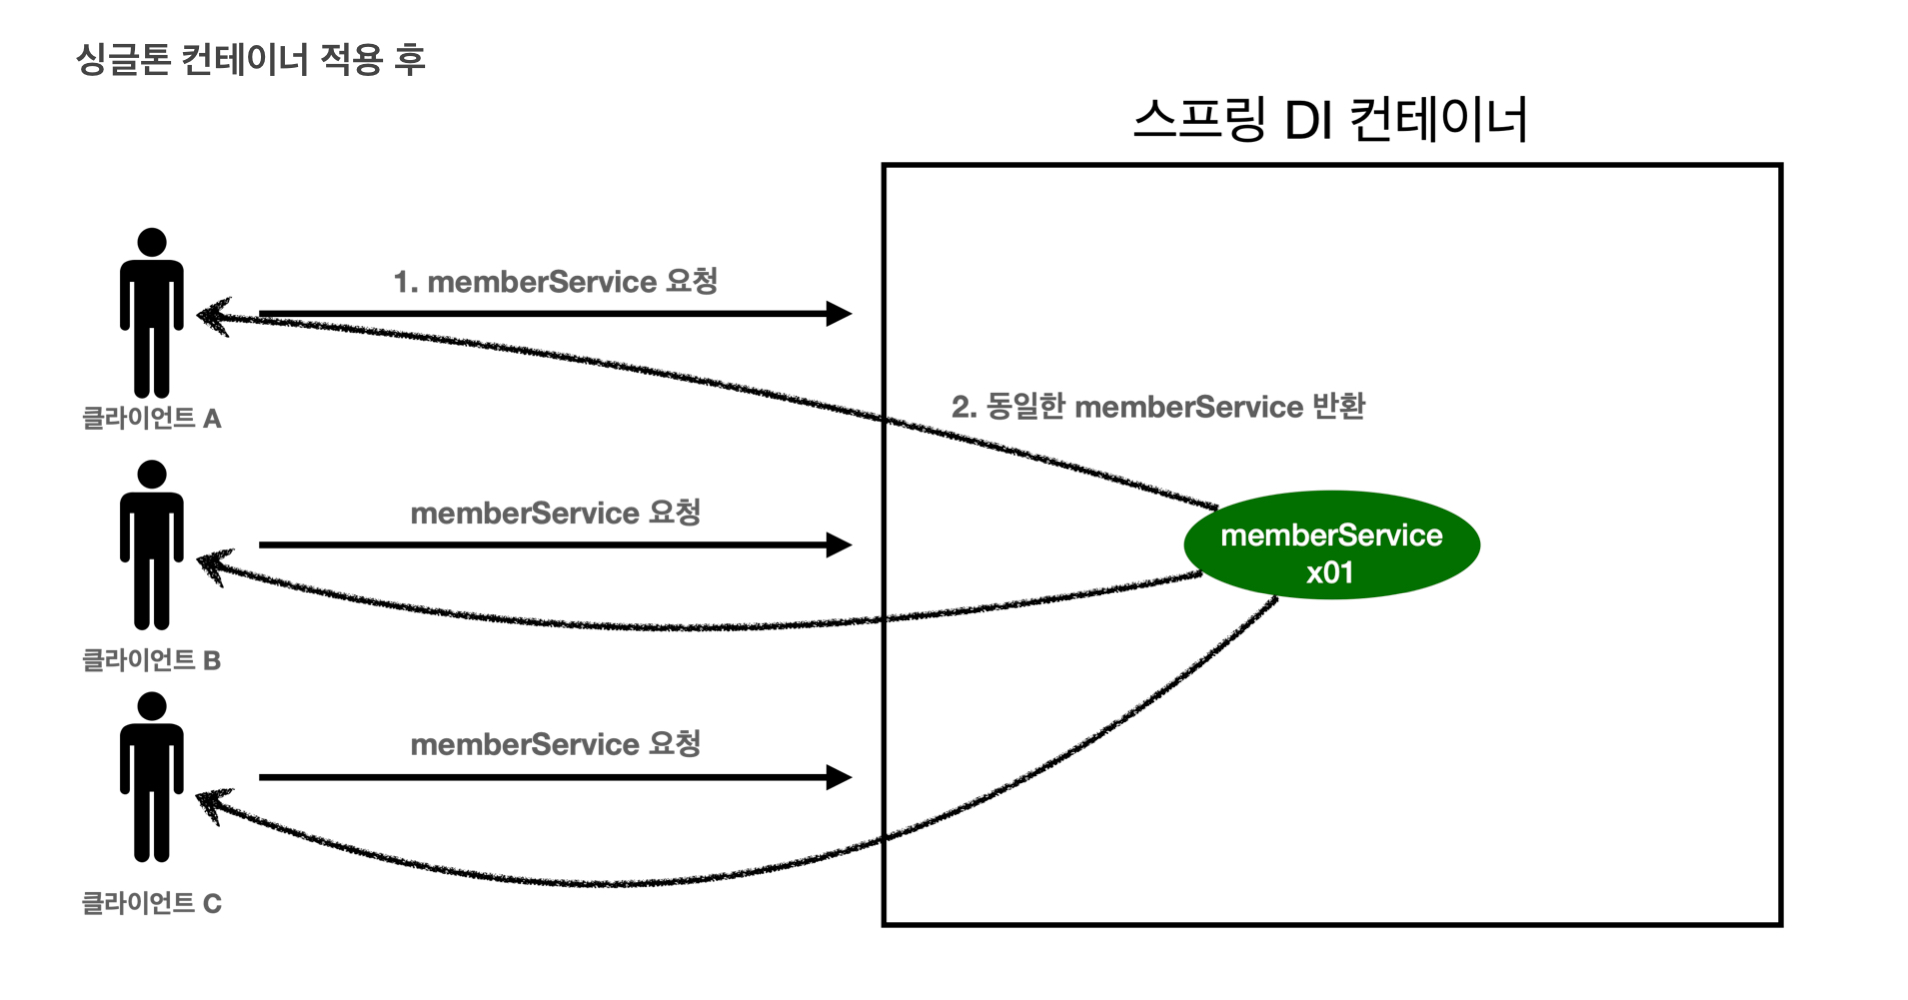 싱글톤 컨테이너 적용 후
스프링 DI 컨테이너
1. memberService 요청
클라이언트 A
2. 동일한 memberService 반환
memberService 요청
memberService
x01
클라이언트 B
memberService 요청
클라이언트 C